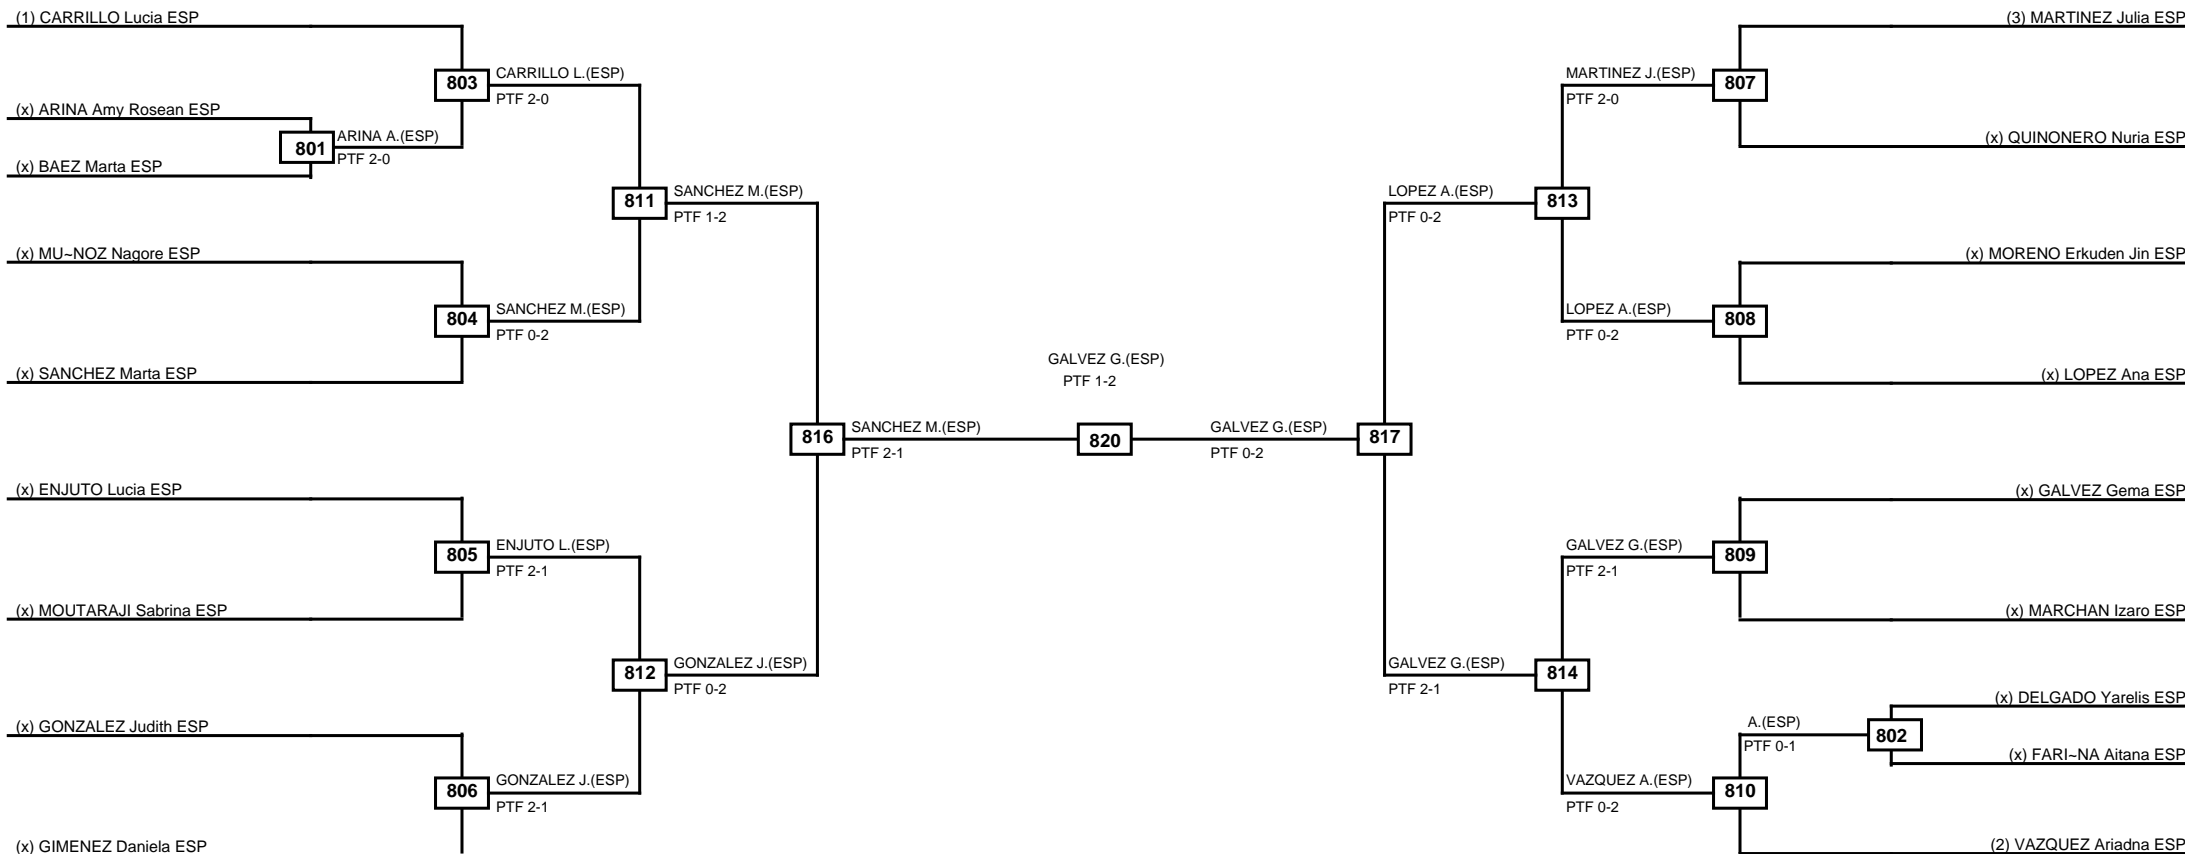 (1) CARRILLO Lucia ESP
(3) MARTINEZ Julia ESP
803
CARRILLO L.(ESP)
PTF 2-0
MARTINEZ J.(ESP)
PTF 2-0
807
(x) ARINA Amy Rosean ESP
801
ARINA A.(ESP)
PTF 2-0
(x) QUINONERO Nuria ESP
(x) BAEZ Marta ESP
811
SANCHEZ M.(ESP)
PTF 1-2
LOPEZ A.(ESP)
PTF 0-2
813
(x) MU~NOZ Nagore ESP
(x) MORENO Erkuden Jin ESP
804
SANCHEZ M.(ESP)
PTF 0-2
LOPEZ A.(ESP)
PTF 0-2
808
(x) SANCHEZ Marta ESP
GALVEZ G.(ESP)
PTF 1-2
(x) LOPEZ Ana ESP
816
SANCHEZ M.(ESP)
PTF 2-1
820
GALVEZ G.(ESP)
PTF 0-2
817
(x) ENJUTO Lucia ESP
(x) GALVEZ Gema ESP
805
ENJUTO L.(ESP)
PTF 2-1
GALVEZ G.(ESP)
PTF 2-1
809
(x) MOUTARAJI Sabrina ESP
(x) MARCHAN Izaro ESP
812
GONZALEZ J.(ESP)
PTF 0-2
GALVEZ G.(ESP)
PTF 2-1
814
(x) DELGADO Yarelis ESP
(x) GONZALEZ Judith ESP
A.(ESP)
PTF 0-1
802
(x) FARI~NA Aitana ESP
806
GONZALEZ J.(ESP)
PTF 2-1
VAZQUEZ A.(ESP)
PTF 0-2
810
(x) GIMENEZ Daniela ESP
(2) VAZQUEZ Ariadna ESP